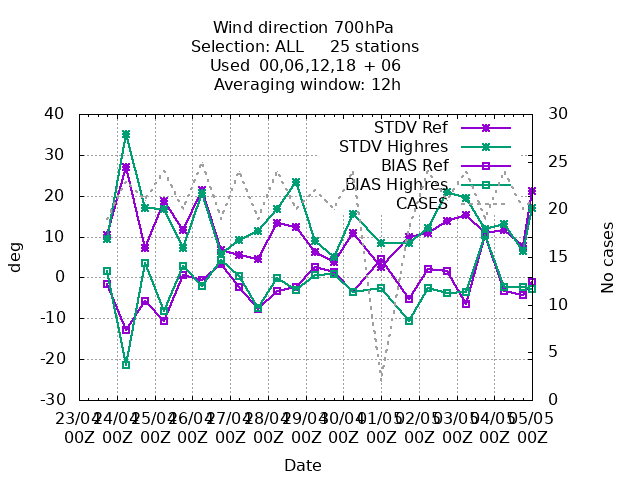 Wind direction 700hPa
Selection: ALL 25 stations
Used 00,06,12,18 + 06
Averaging window: 12h
40 30
STDV Ref
STDV Highres
30 25
BIAS Ref
BIAS Highres
20 20
CASES
10 15
0 10
-10
-20 5
-30 0
deg
No cases
23/04 24/04 25/04 26/04 27/04 28/04 29/04 30/04 01/05 02/05 03/05 04/05 05/05
00Z 00Z 00Z 00Z 00Z 00Z 00Z 00Z 00Z 00Z 00Z 00Z 00Z
Date